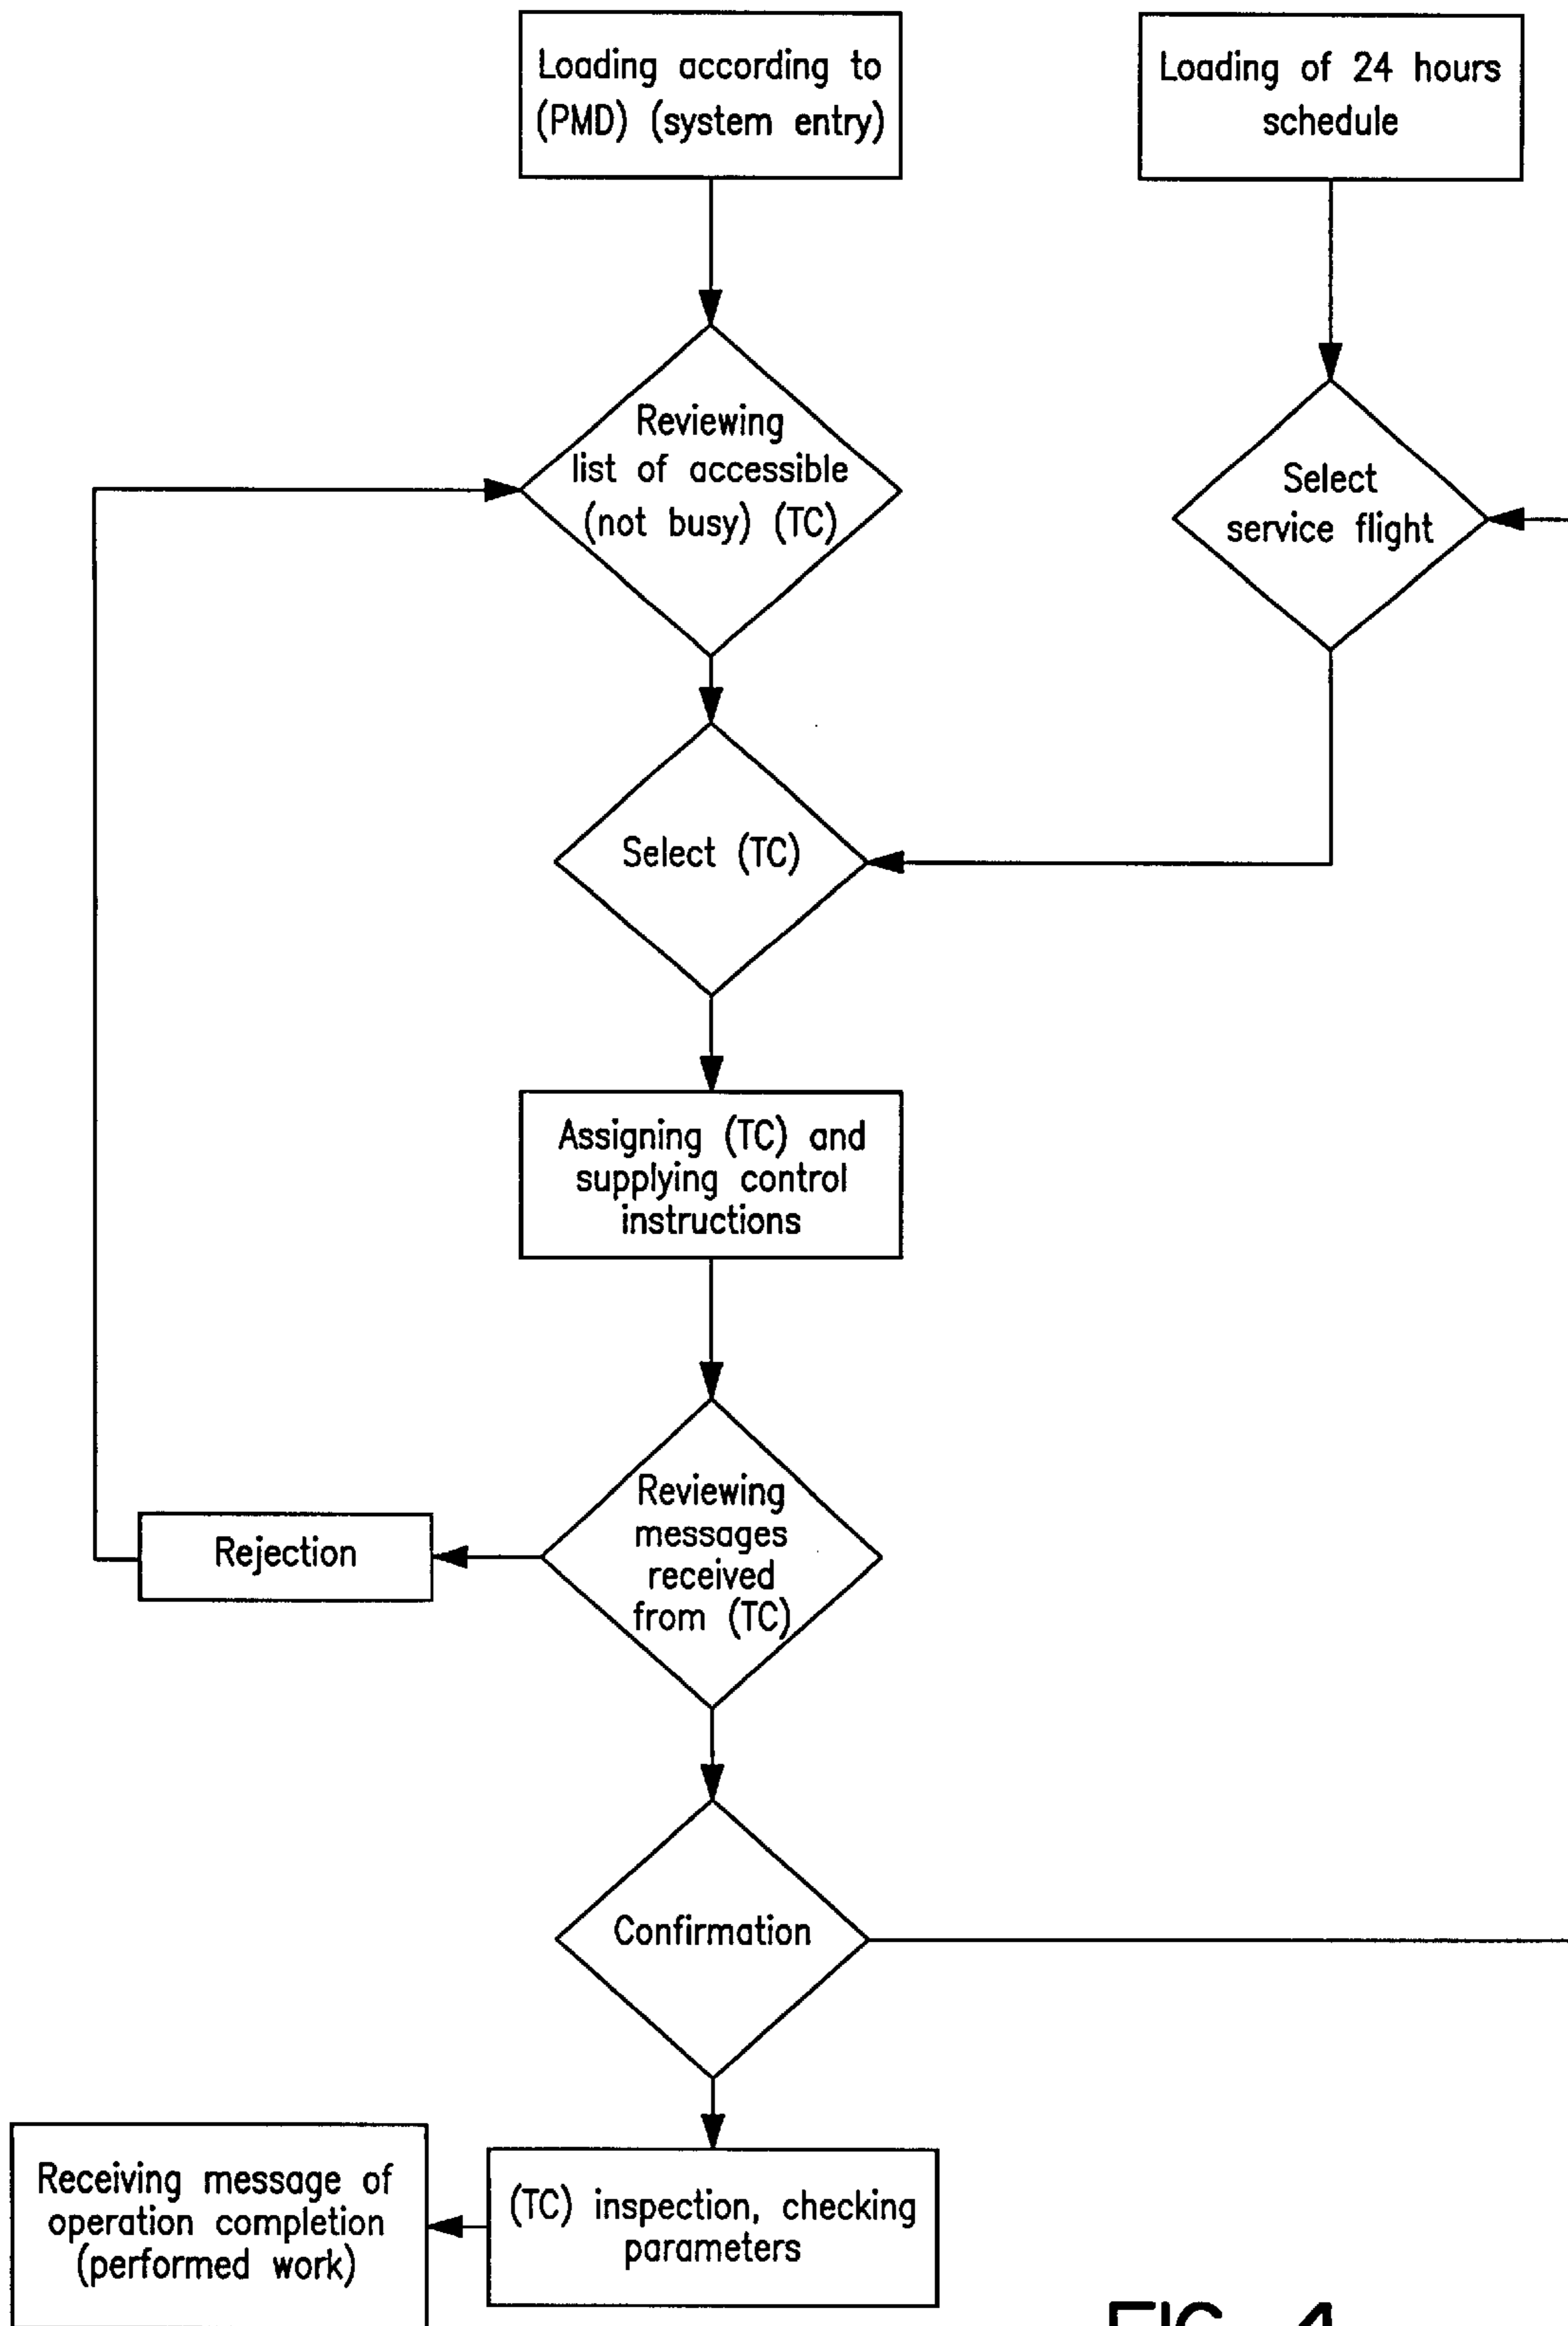 Loading according to
(PMD) (system entry)
Loading of 24 hours
schedule
Reviewing
list of accessible
(not busy) (TC)
Select
service flight
Select (TC)
Assigning (TC) and
supplying control
instructions
Reviewing
messages
received
from (TC)
Rejection
Confirmation
Receiving message of
operation completion
(performed work)
(TC) inspection, checking
parameters
FIG. 4